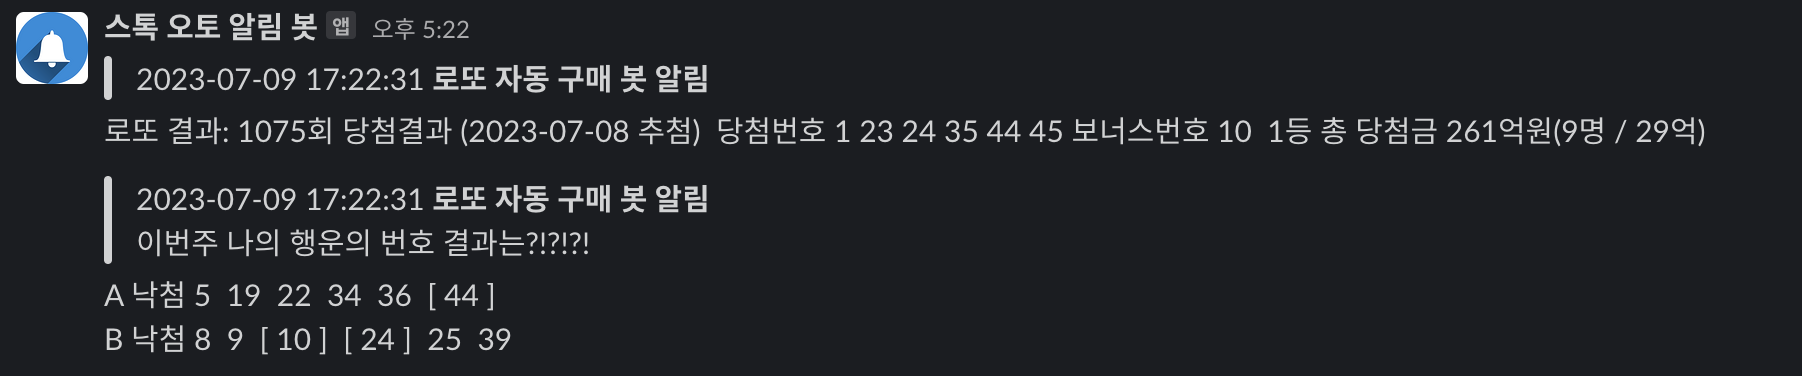 스톡 오토 알림 봇 앱 오후 5:22
2023-07-09 17:22:31 로또 자동 구매 봇 알림
로또 결과: 1075회 당첨결과 (2023-07-08 추첨) 당첨번호 1 23 24 35 44 45 보너스번호 10 1등 총 당첨금 261억원(9명 / 29억)
2023-07-09 17:22:31 로또 자동 구매 봇 알림
이번주 나의 행운의 번호 결과는?!?!?!
A 낙첨 5 19 22 34 36 [ 44 ]
B 낙첨 8 9 [ 10 ] [ 24 ] 25 39